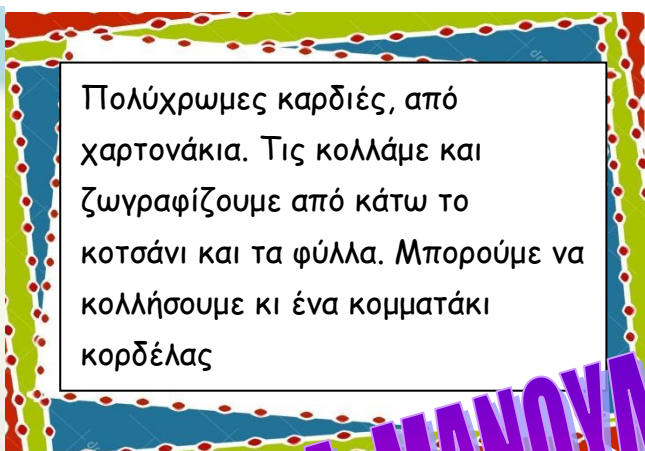 Πολύχρωμες καρδιές, από
χαρτονάκια. Τις κολλάμε και
ζωγραφίζουμε από κάτω το
κοτσάνι και τα φύλλα. Μπορούμε να
κολλήσουμε κι ένα κομματάκι
κορδέλας